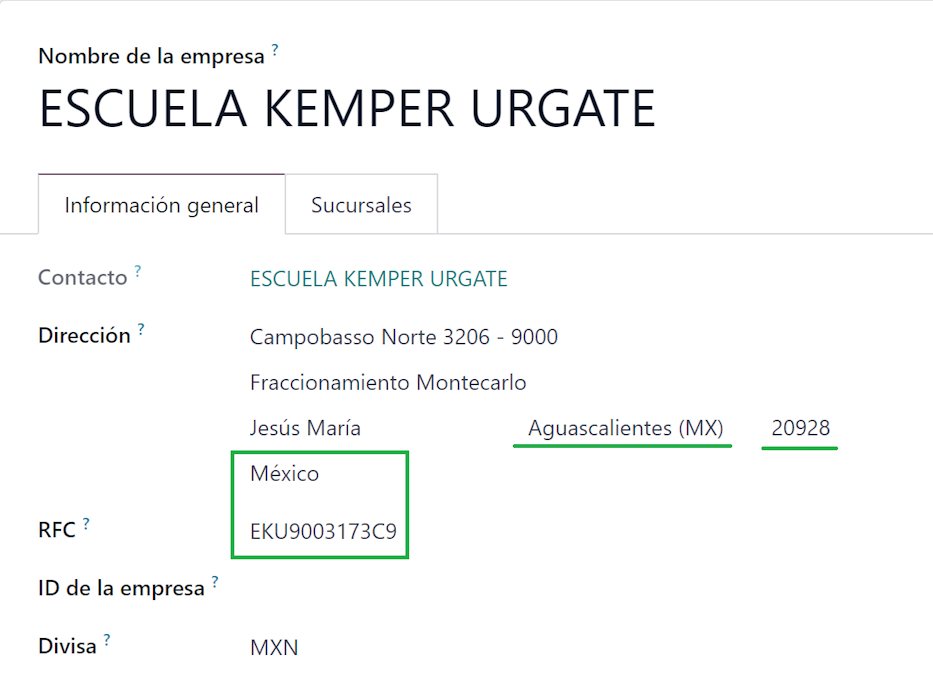 Nombre de la empresa ?
ESCUELA KEMPER URGATE
Información general Sucursales
Contacto ? ESCUELA KEMPER URGATE
Dirección ? Campobasso Norte 3206 - 9000
Fraccionamiento Montecarlo
Jesús María Aguascalientes (MX) 20928
México
RFC ? EKU9003173C9
ID de la empresa ?
Divisa ? MXN